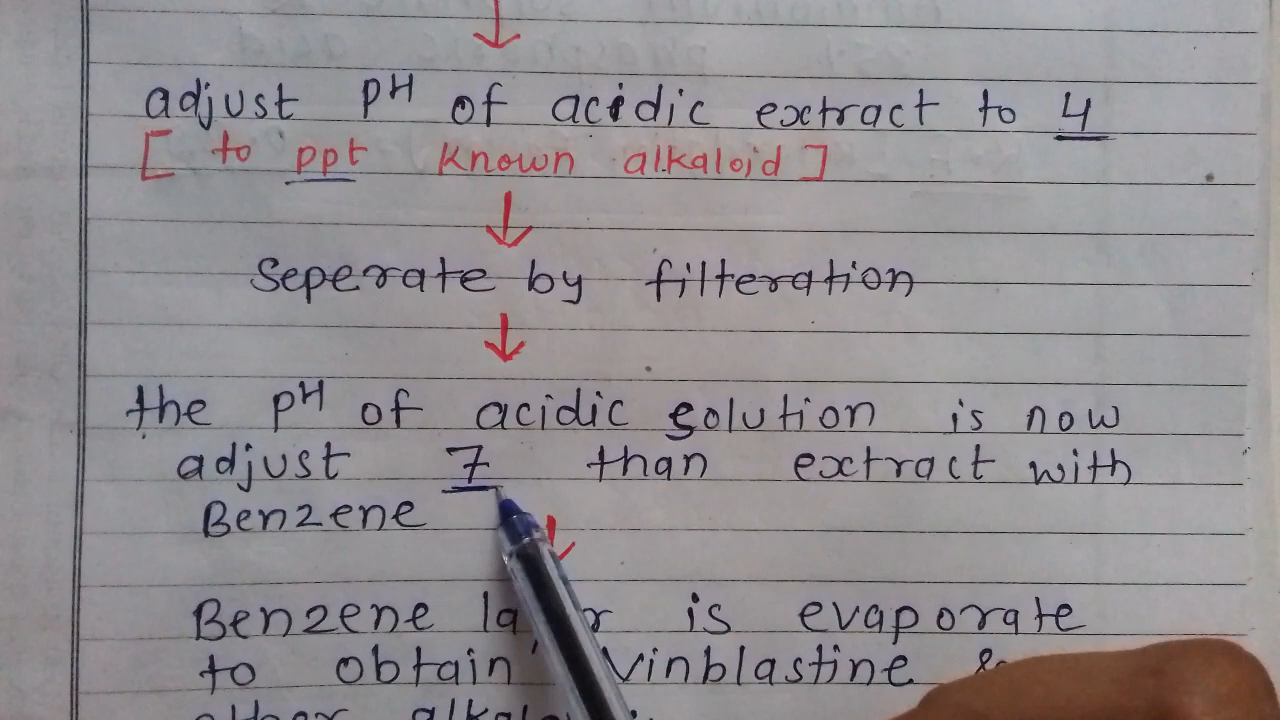 adjust pH of acidic extract to 4
[ to ppt known alkaloid ]
Seperate by filteration
the pH of acidic solution is now
adjust 7 than extract with
Benzene
Benzene is evaporate
to obtain vinblastine &
other